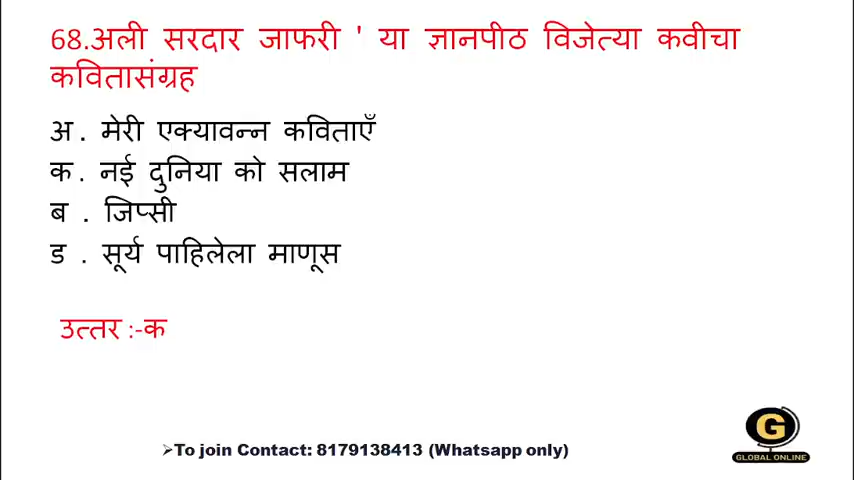 68.अली सरदार जाफरी ' या ज्ञानपीठ विजेत्या कवीचा
कवितासंग्रह
अ . मेरी एक्यावन्न कविताएँ
क . नई दुनिया को सलाम
ब . जिप्सी
ड . सूर्य पाहिलेला माणूस
उत्तर :-क
➢To join Contact: 8179138413 (Whatsapp only)
G
GLOBAL ONLINE